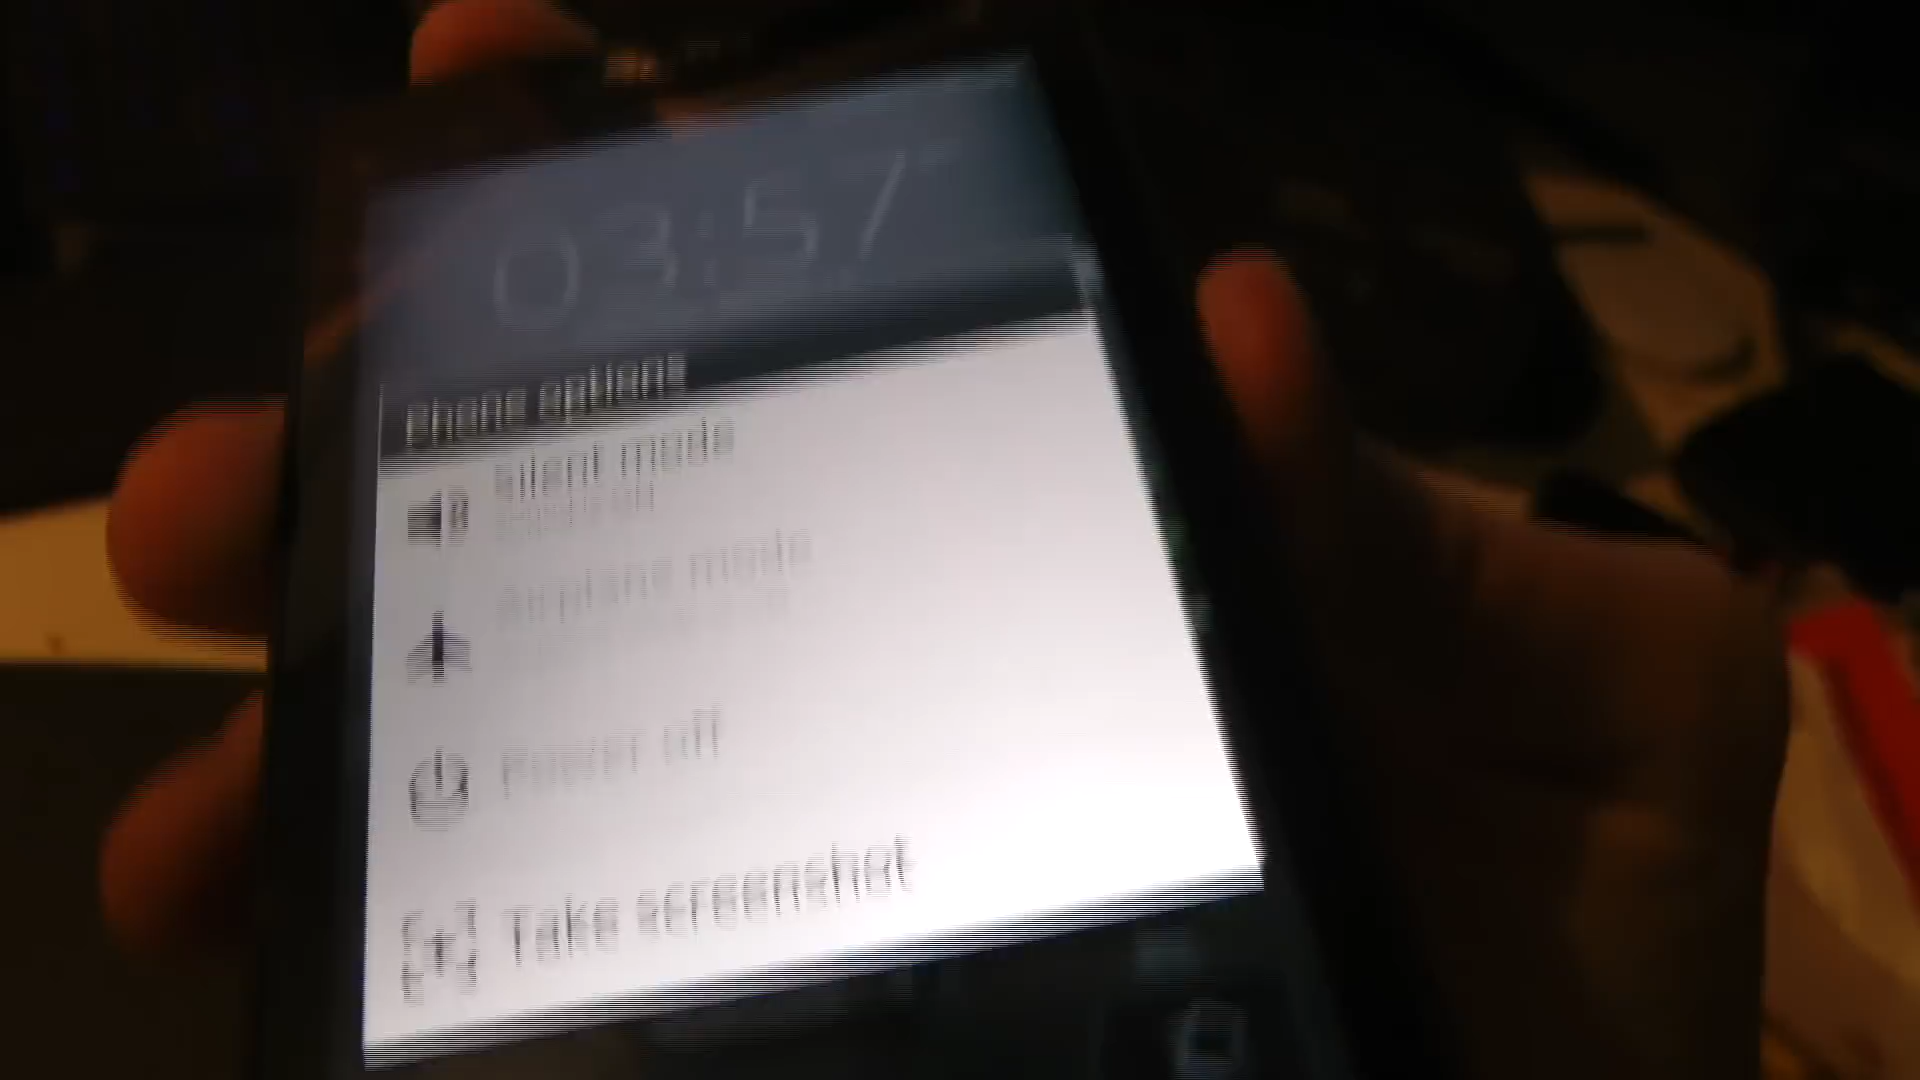 03:57
Phone options
Silent mode
Airplane mode
Power off
Take screenshot